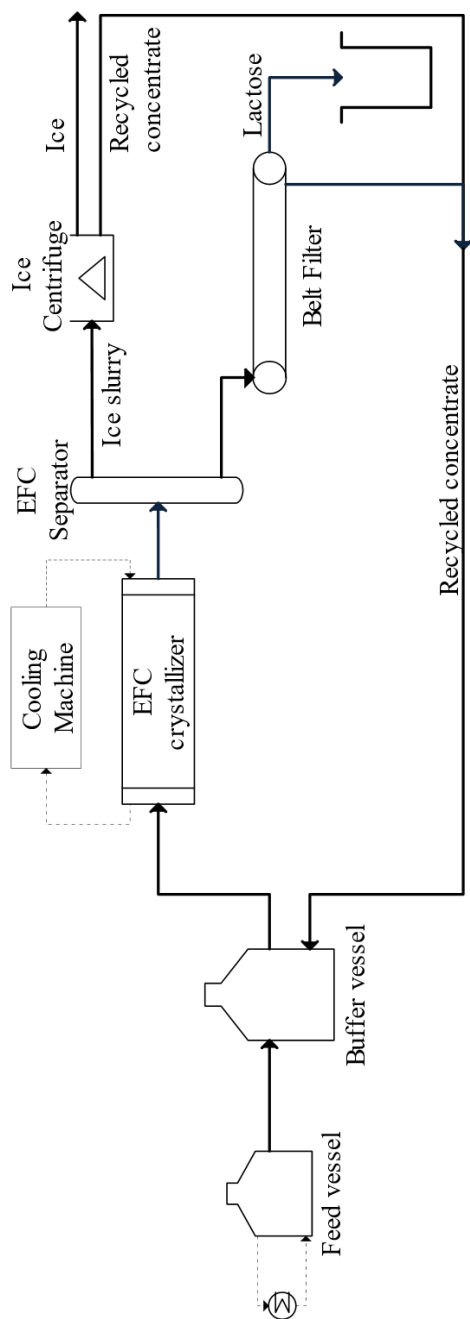 Feed vessel
Buffer vessel
Cooling
Machine
EFC
crystallizer
EFC
Separator
Ice slurry
Ice
Centrifuge
Ice
Recycled
concentrate
Belt Filter
Lactose
Recycled concentrate